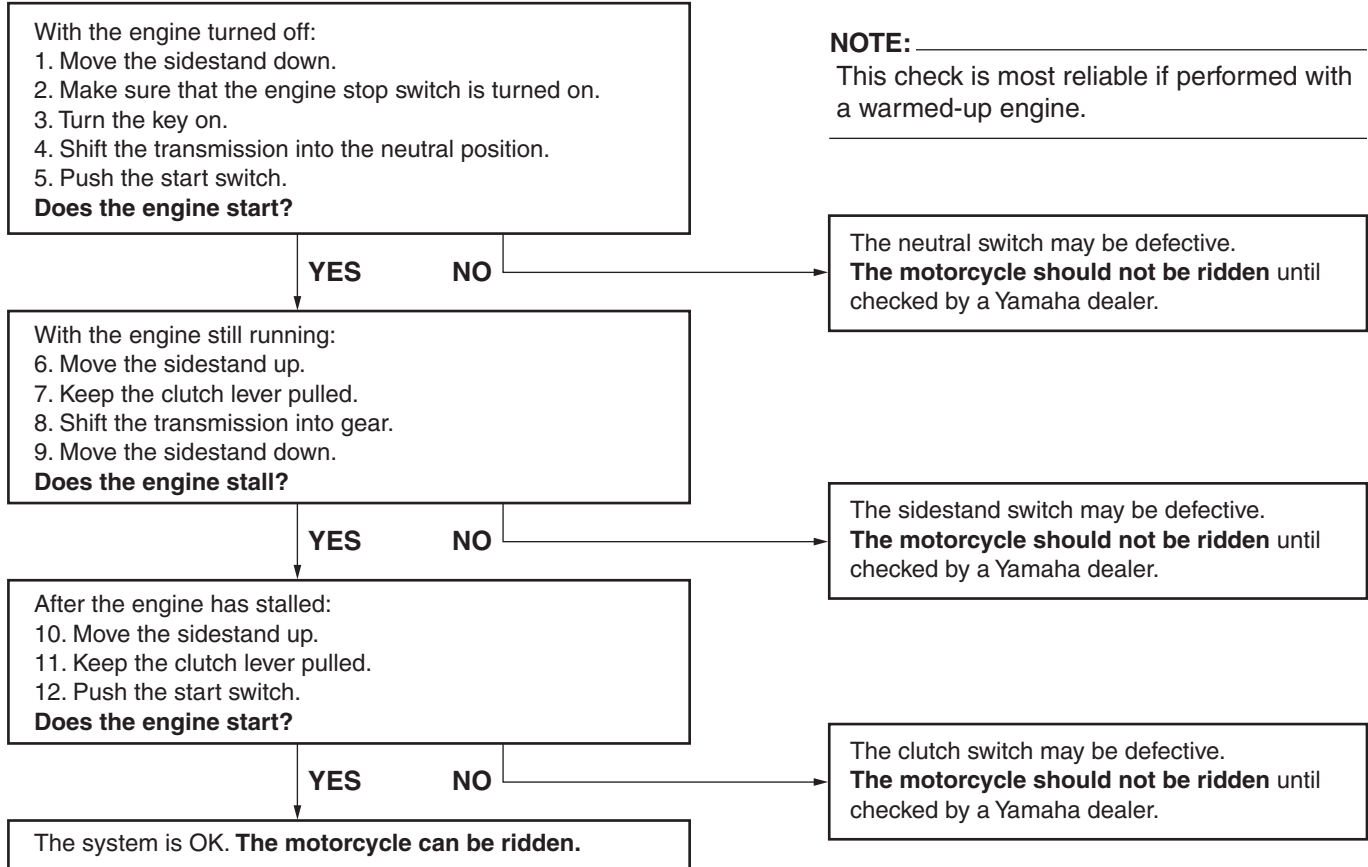 With the engine turned off:
1. Move the sidestand down.
2. Make sure that the engine stop switch is turned on.
3. Turn the key on.
4. Shift the transmission into the neutral position.
5. Push the start switch.
Does the engine start?
NOTE:
This check is most reliable if performed with
a warmed-up engine.
YES NO
The neutral switch may be defective.
The motorcycle should not be ridden until
checked by a Yamaha dealer.
With the engine still running:
6. Move the sidestand up.
7. Keep the clutch lever pulled.
8. Shift the transmission into gear.
9. Move the sidestand down.
Does the engine stall?
YES NO
The sidestand switch may be defective.
The motorcycle should not be ridden until
checked by a Yamaha dealer.
After the engine has stalled:
10. Move the sidestand up.
11. Keep the clutch lever pulled.
12. Push the start switch.
Does the engine start?
YES NO
The clutch switch may be defective.
The motorcycle should not be ridden until
checked by a Yamaha dealer.
The system is OK. The motorcycle can be ridden.